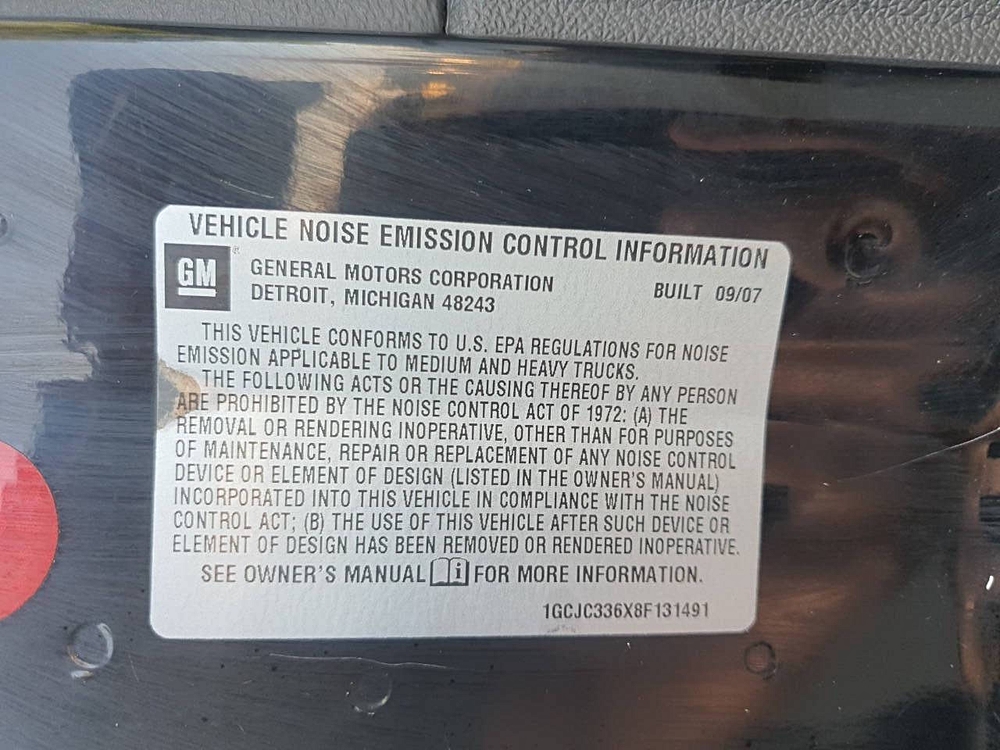 VEHICLE NOISE EMISSION CONTROL INFORMATION
GM
GENERAL MOTORS CORPORATION
DETROIT, MICHIGAN 48243
BUILT 09/07
THIS VEHICLE CONFORMS TO U.S. EPA REGULATIONS FOR NOISE
EMISSION APPLICABLE TO MEDIUM AND HEAVY TRUCKS.
THE FOLLOWING ACTS OR THE CAUSING THEREOF BY ANY PERSON
ARE PROHIBITED BY THE NOISE CONTROL ACT OF 1972: (A) THE
REMOVAL OR RENDERING INOPERATIVE, OTHER THAN FOR PURPOSES
OF MAINTENANCE, REPAIR OR REPLACEMENT OF ANY NOISE CONTROL
DEVICE OR ELEMENT OF DESIGN (LISTED IN THE OWNER'S MANUAL)
INCORPORATED INTO THIS VEHICLE IN COMPLIANCE WITH THE NOISE
CONTROL ACT; (B) THE USE OF THIS VEHICLE AFTER SUCH DEVICE OR
ELEMENT OF DESIGN HAS BEEN REMOVED OR RENDERED INOPERATIVE.
SEE OWNER'S MANUAL i FOR MORE INFORMATION.
1GCJC336X8F131491